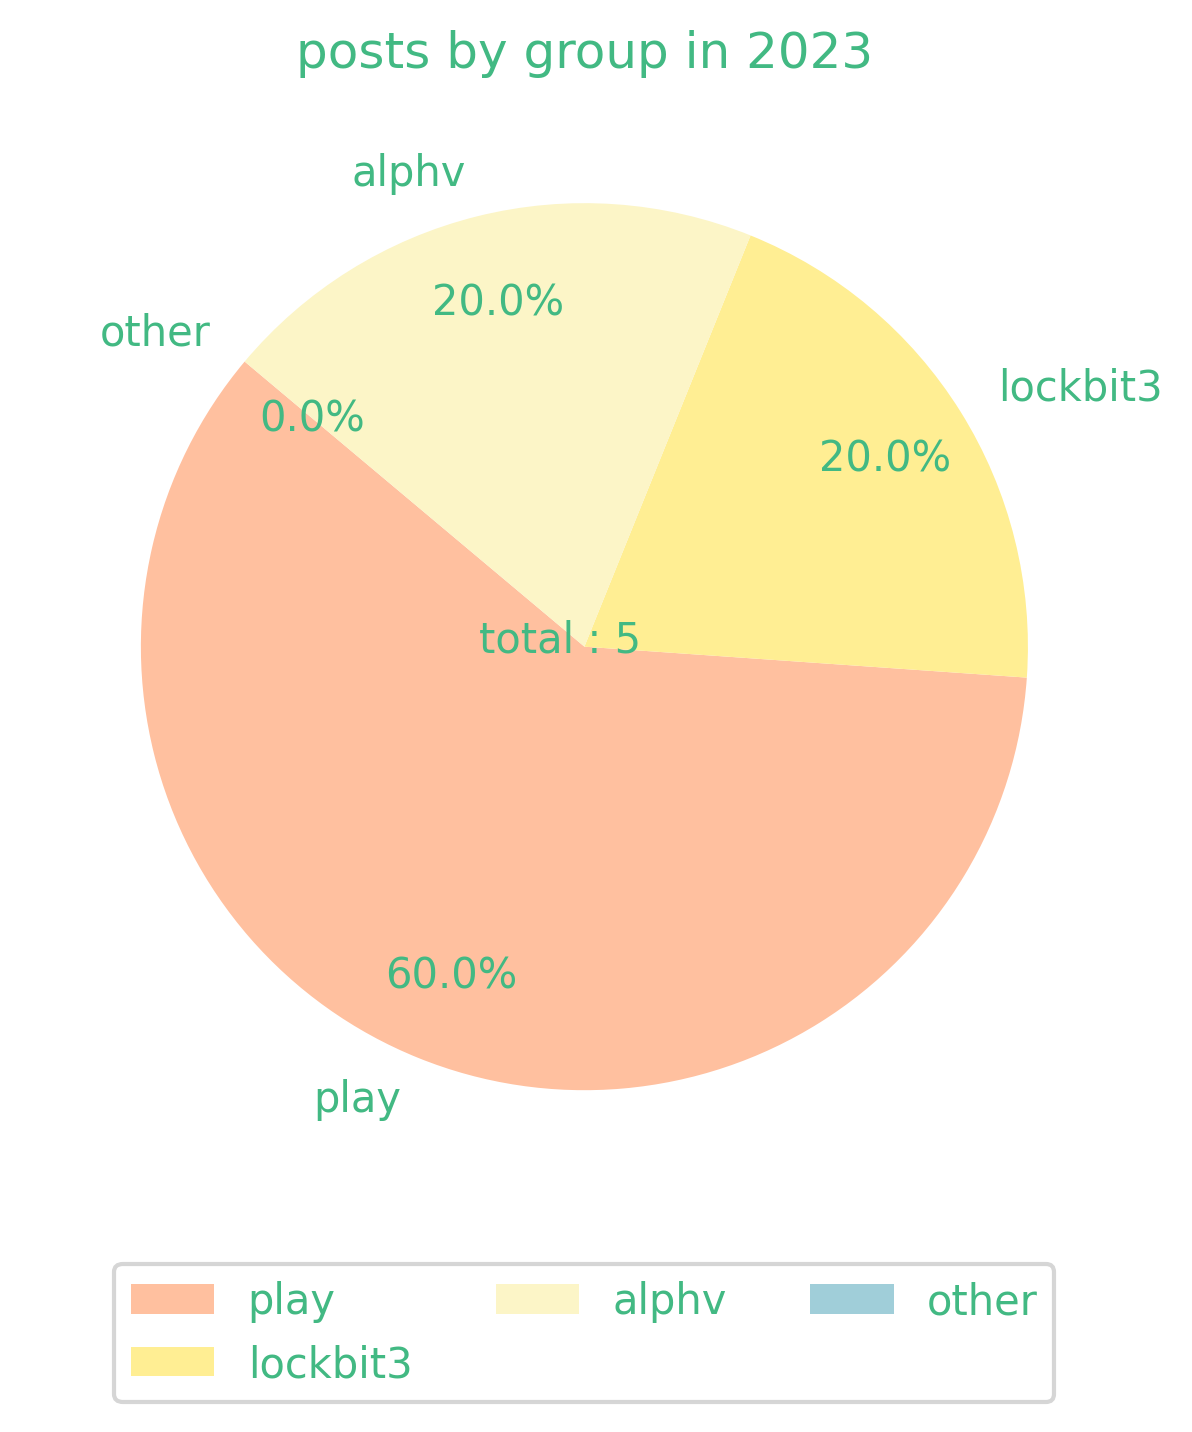 posts by group in 2023
alphv
20.0%
other
0.0%
lockbit3
20.0%
total : 5
60.0%
play
play
alphv
other
lockbit3